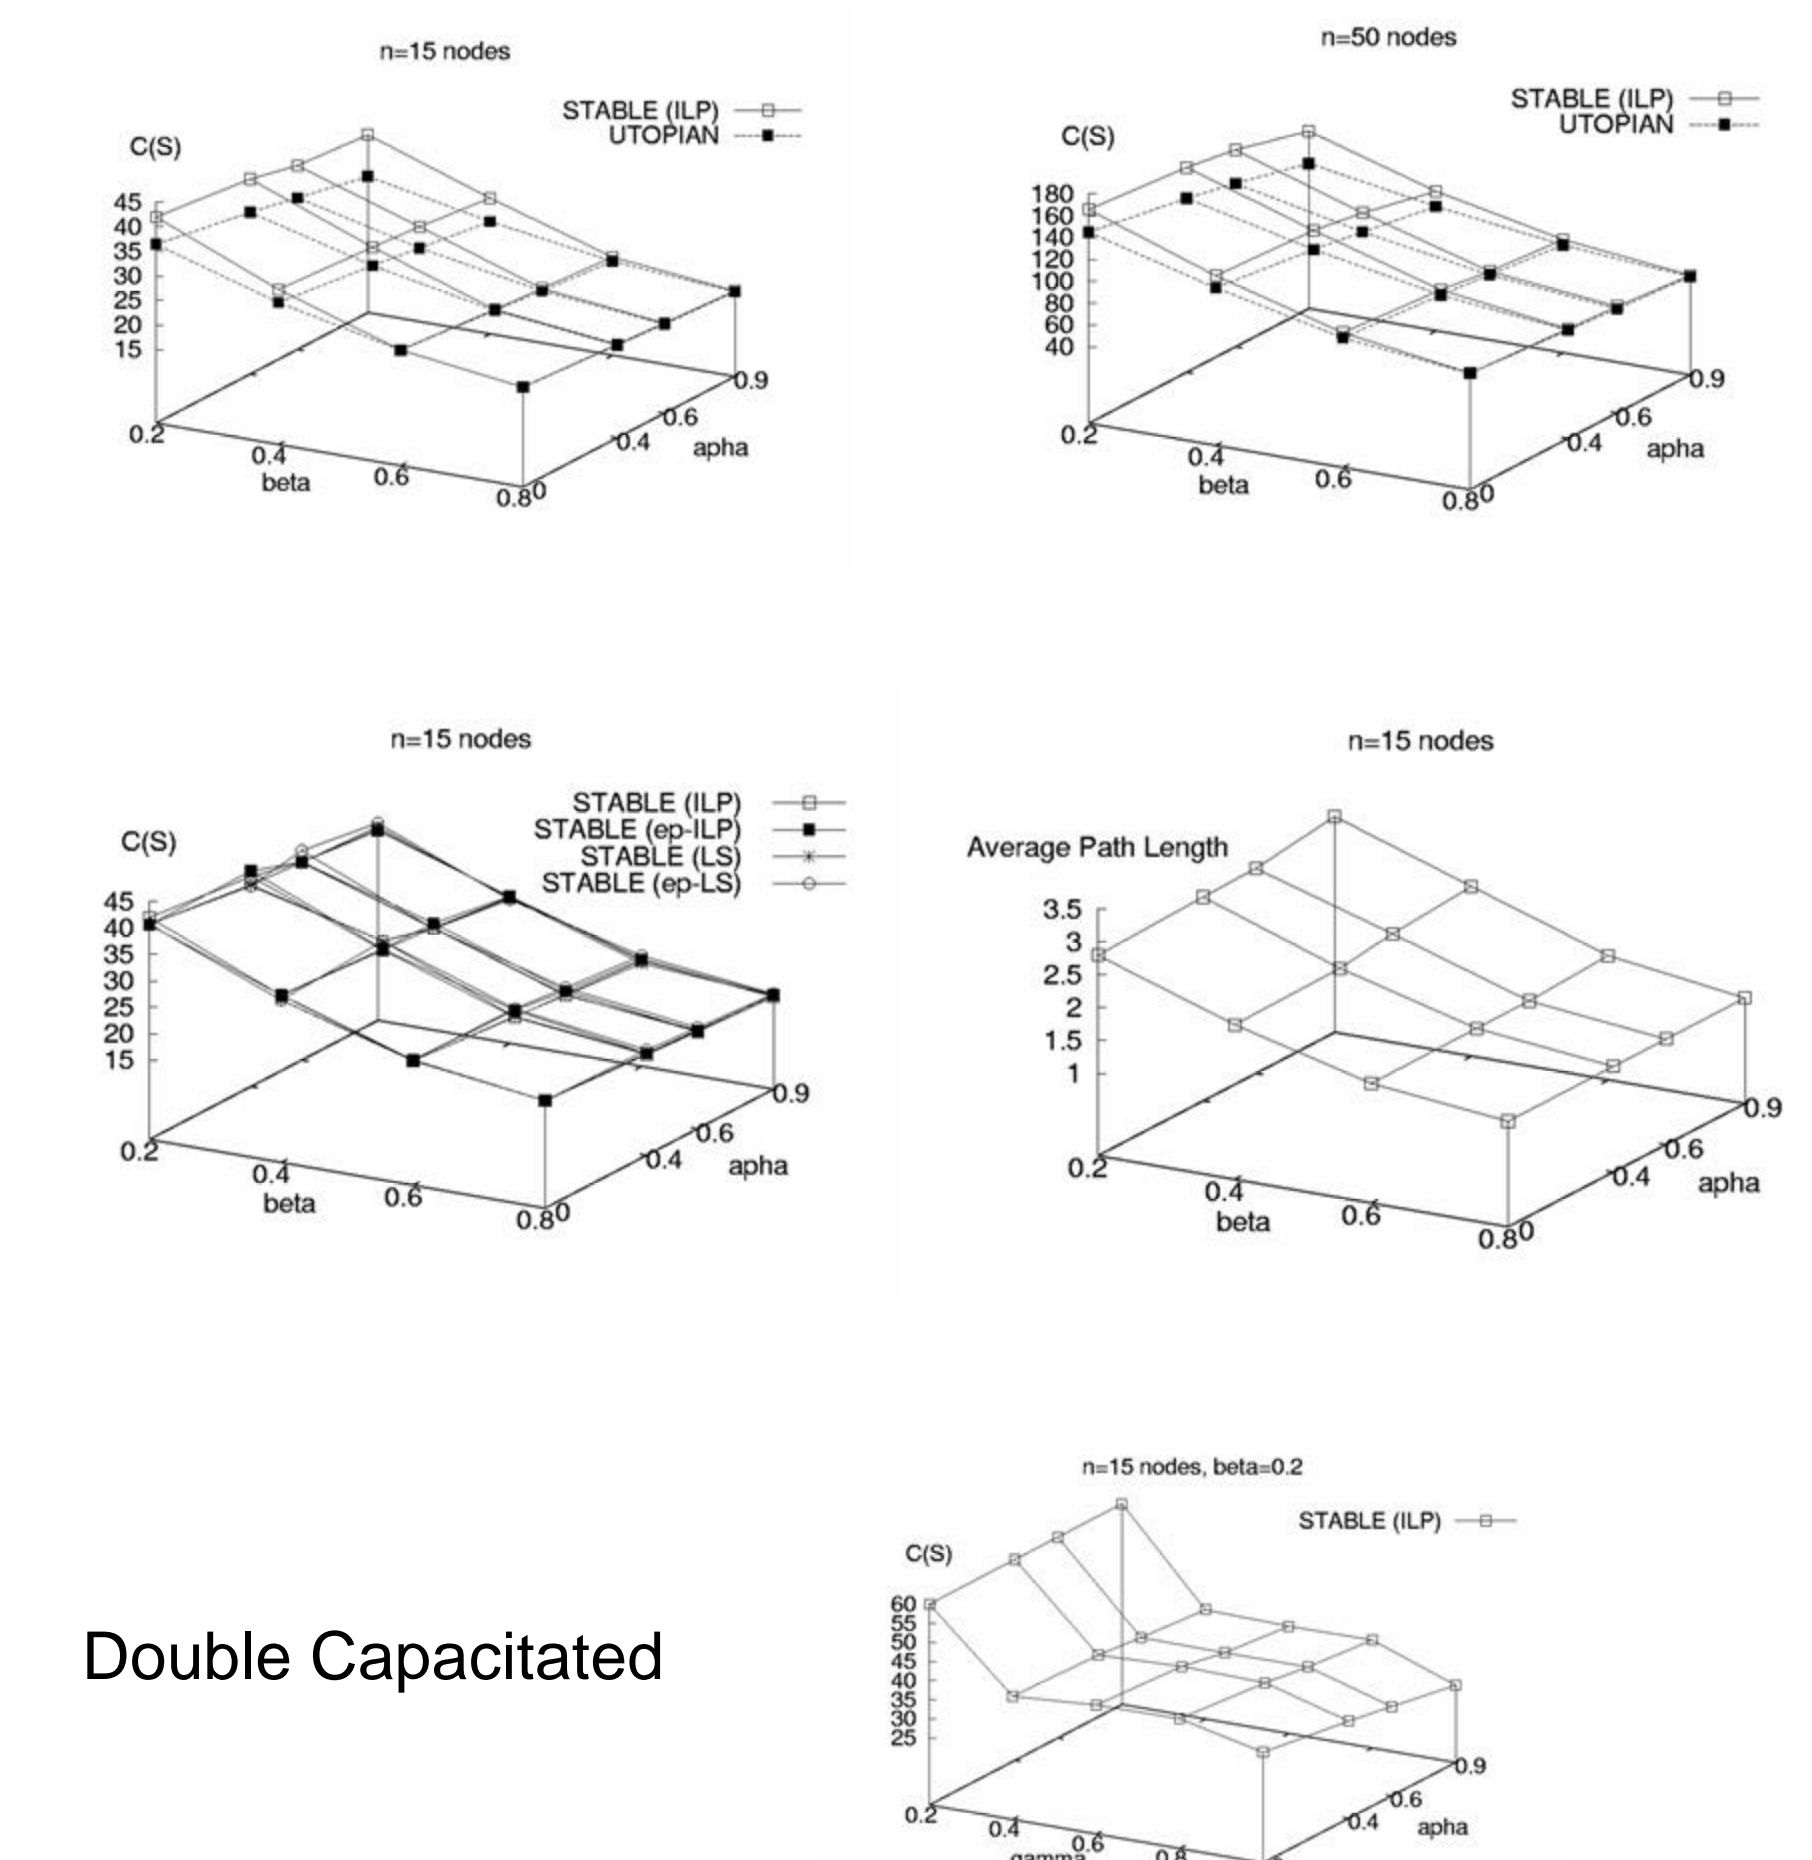 n=15 nodes
STABLE (ILP)
UTOPIAN
C(S)
45
40
35
30
25
20
15
0.2
0.4
0.6
0.8
beta
0
0.4
0.6
0.9
apha
n=50 nodes
STABLE (ILP)
UTOPIAN
C(S)
180
160
140
120
100
80
60
40
0.2
0.4
0.6
0.8
beta
0
0.4
0.6
0.9
apha
n=15 nodes
STABLE (ILP)
STABLE (ep-ILP)
STABLE (LS)
STABLE (ep-LS)
C(S)
45
40
35
30
25
20
15
0.2
0.4
0.6
0.8
beta
0
0.4
0.6
0.9
apha
n=15 nodes
Average Path Length
3.5
3
2.5
2
1.5
1
0.2
0.4
0.6
0.8
beta
0
0.4
0.6
0.9
apha
Double Capacitated
n=15 nodes, beta=0.2
STABLE (ILP)
C(S)
60
55
50
45
40
35
30
25
0.2
0.4
0.6
0.8
gamma
0.4
0.6
0.9
apha